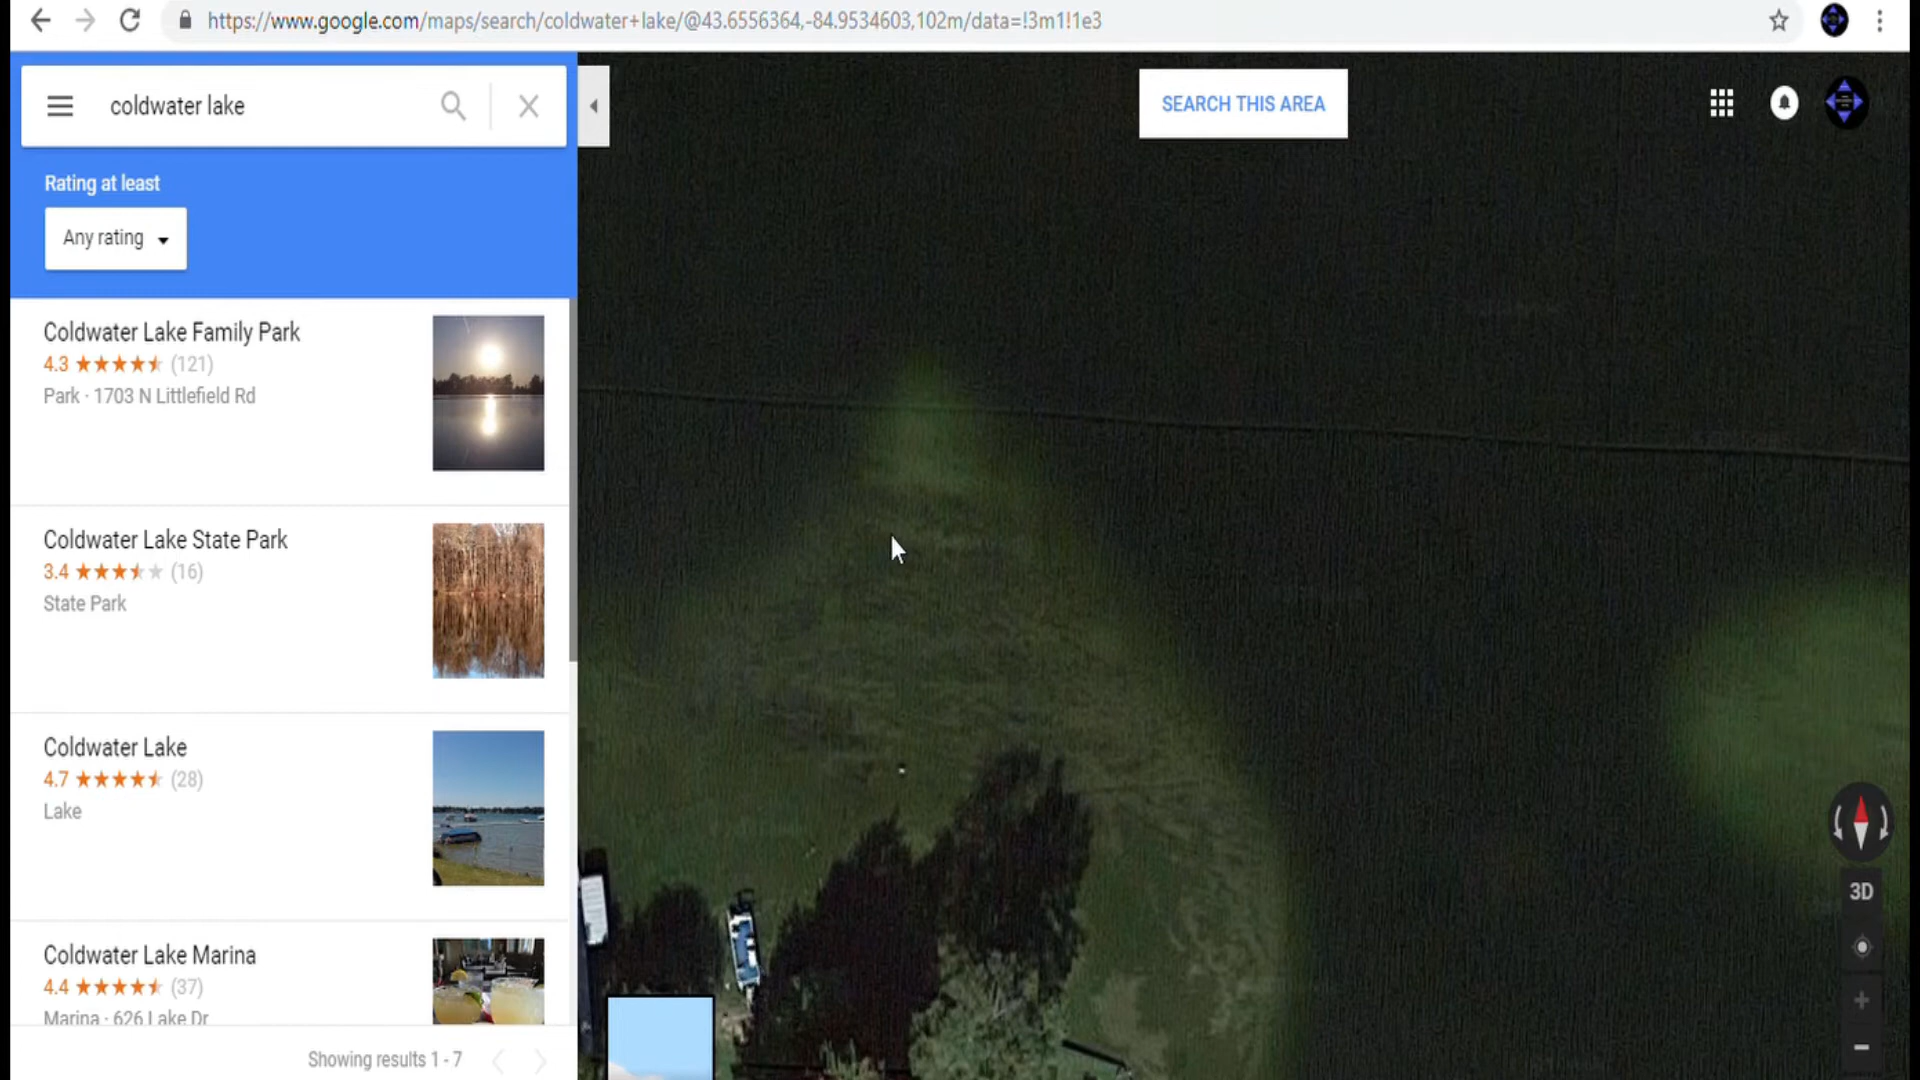 https://www.google.com/maps/search/coldwater+lake/@43.6556364,-84.9534603,102m/data=!3m1!1e3
coldwater lake
SEARCH THIS AREA
Rating at least
Any rating
Coldwater Lake Family Park
4.3 (121)
Park · 1703 N Littlefield Rd
Coldwater Lake State Park
3.4 (16)
State Park
Coldwater Lake
4.7 (28)
Lake
Coldwater Lake Marina
4.4 (37)
Marina · 626 Lake Dr
Showing results 1 - 7
3D